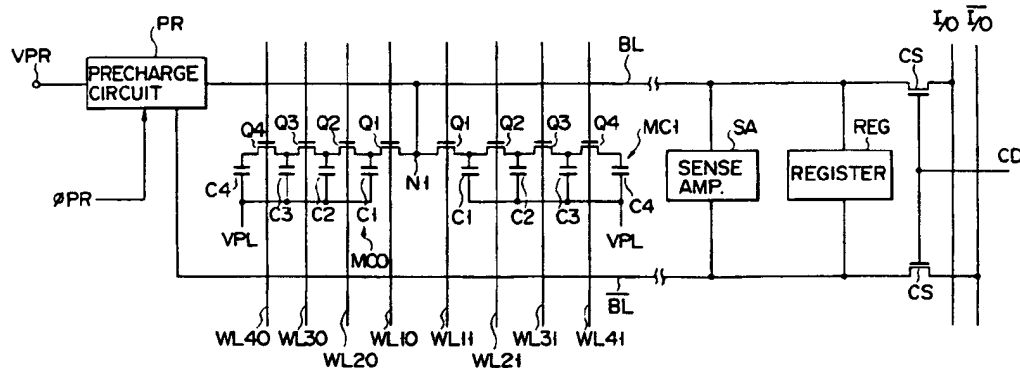 PR
I/O I/O
VPR
BL
CS
PRECHARGE
CIRCUIT
Q4 Q3 Q2 Q1 Q1 Q2 Q3 Q4
MC1
SA
REG
SENSE
AMP.
REGISTER
CD
N1
C4 C3 C2 C1 C1 C2 C3 C4
ØPR
VPL
MC0
VPL
BL
CS
WL40 WL30 WL20 WL10 WL11 WL21 WL31 WL41